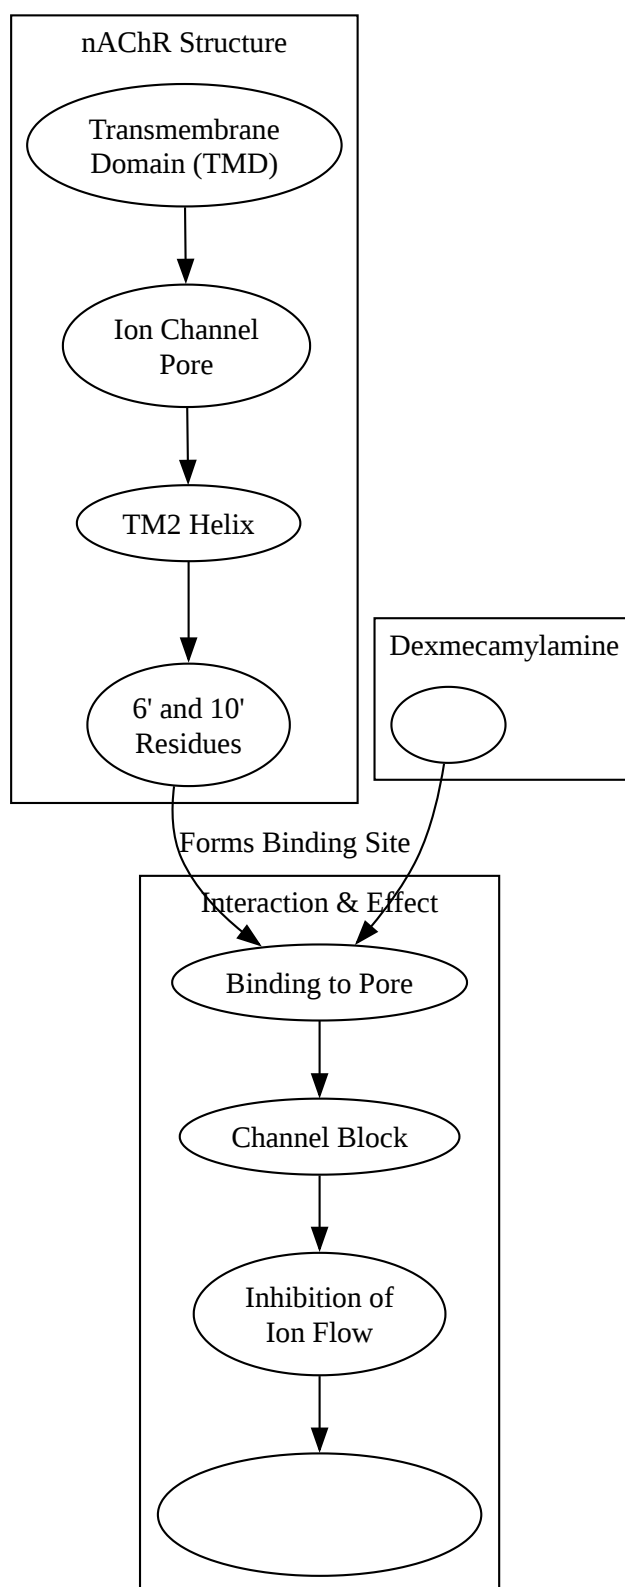 nAChR Structure
Transmembrane
Domain (TMD)
Ion Channel
Pore
TM2 Helix
6' and 10'
Residues
Dexmecamylamine
Forms Binding Site
Interaction & Effect
Binding to Pore
Channel Block
Inhibition of
Ion Flow